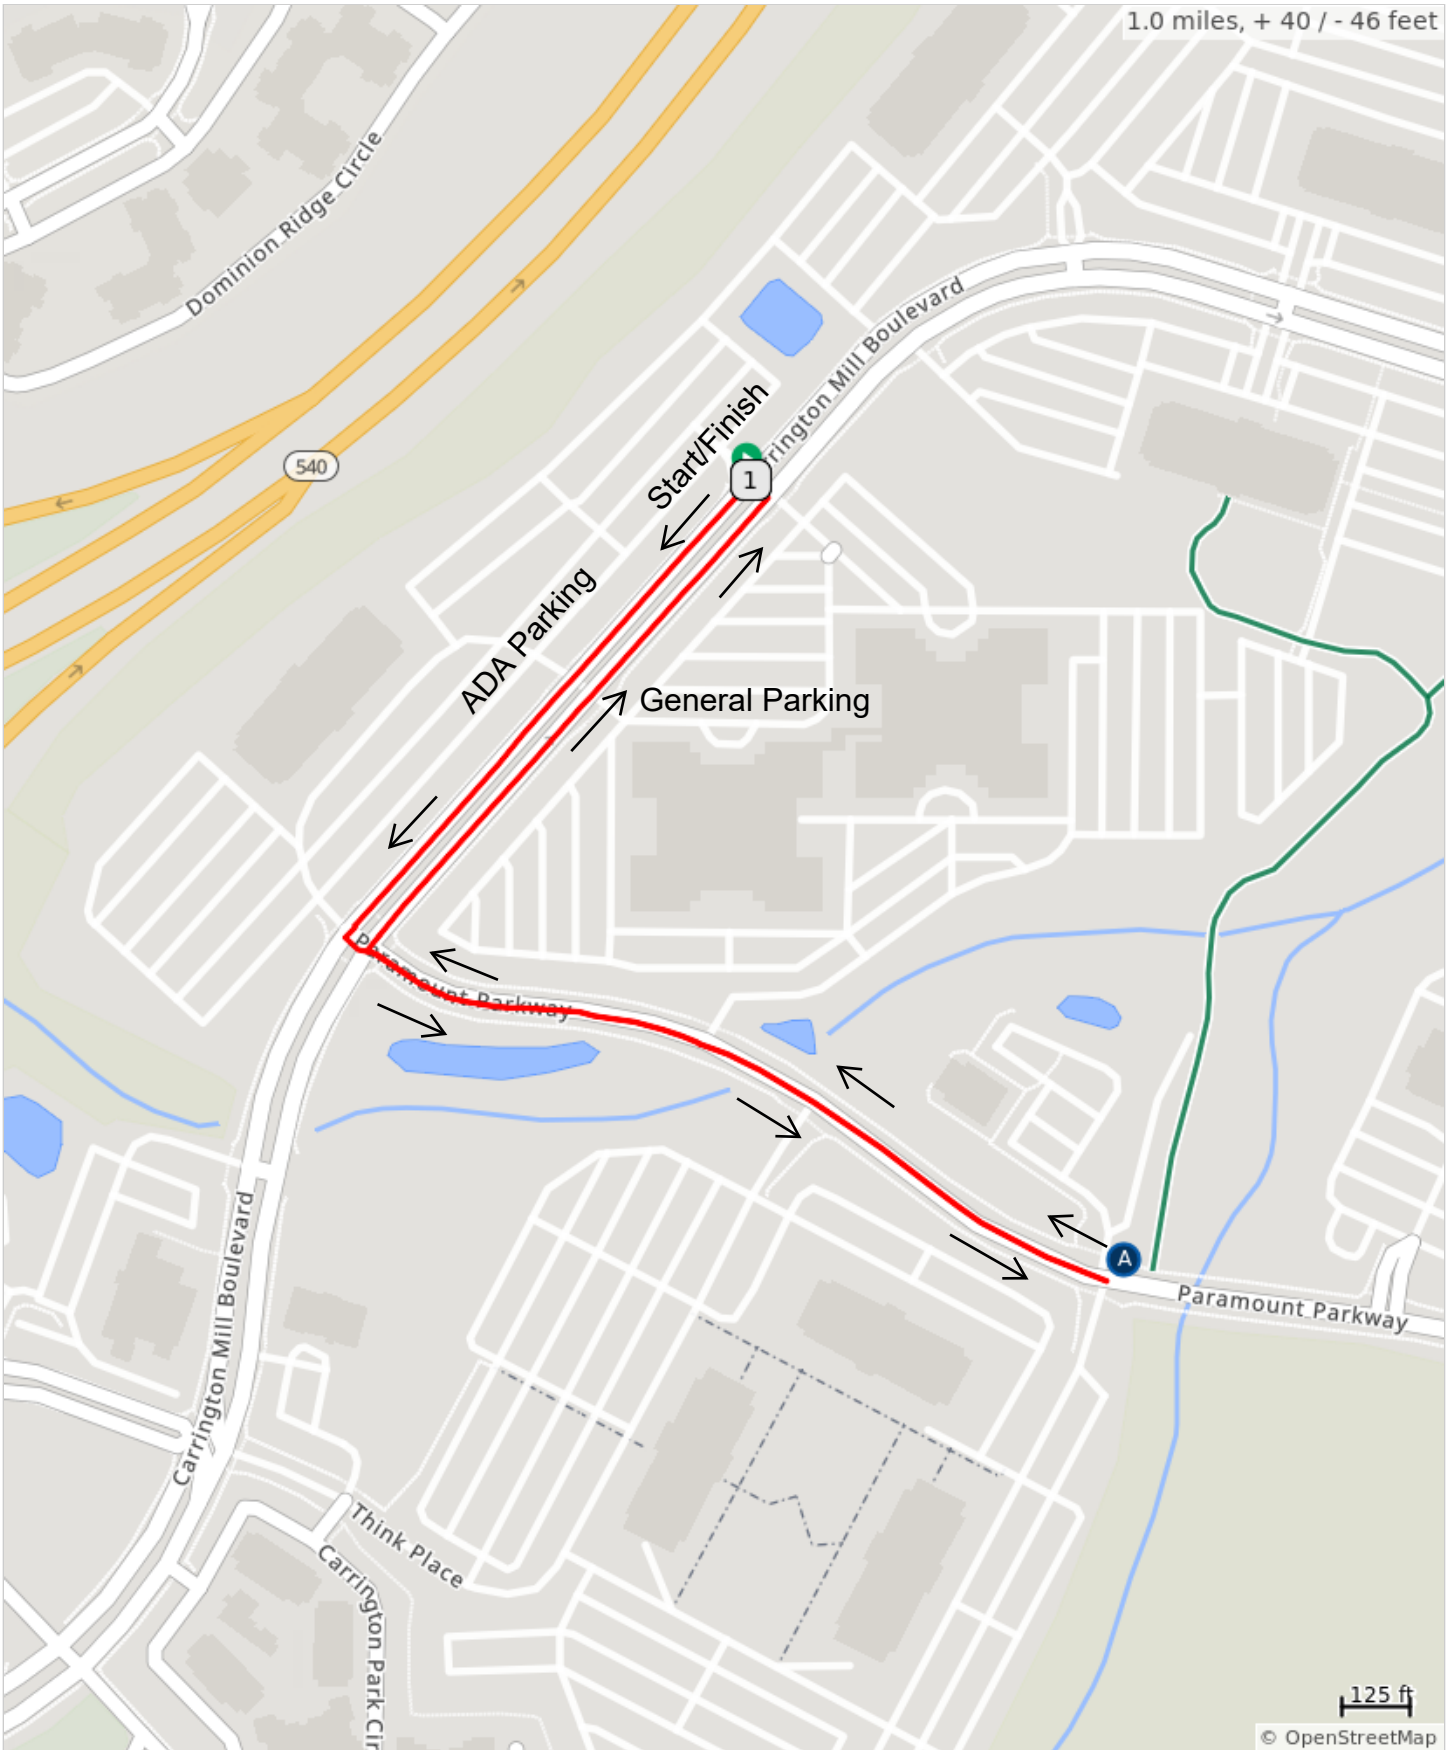 1.0 miles, + 40 / - 46 feet
Dominion Ridge Circle
Carrington Mill Boulevard
540
Start/Finish
1
ADA Parking
General Parking
Paramount Parkway
A
Paramount Parkway
Carrington Mill Boulevard
Think Place
Carrington Park Cir
125 ft
© OpenStreetMap